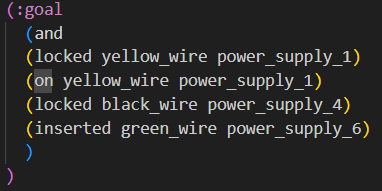 (:goal
(and
(locked yellow_wire power_supply_1)
(on yellow_wire power_supply_1)
(locked black_wire power_supply_4)
(inserted green_wire power_supply_6)
)
)